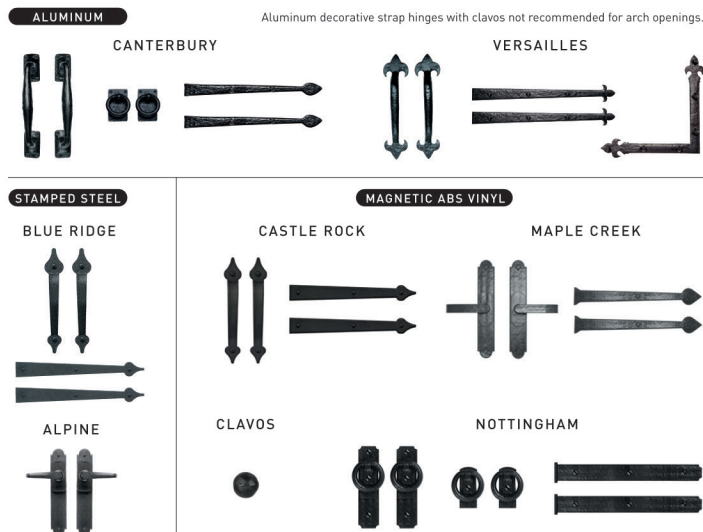 ALUMINUM
Aluminum decorative strap hinges with clavos not recommended for arch openings.
CANTERBURY
VERSAILLES
STAMPED STEEL
MAGNETIC ABS VINYL
BLUE RIDGE
CASTLE ROCK
MAPLE CREEK
ALPINE
CLAVOS
NOTTINGHAM